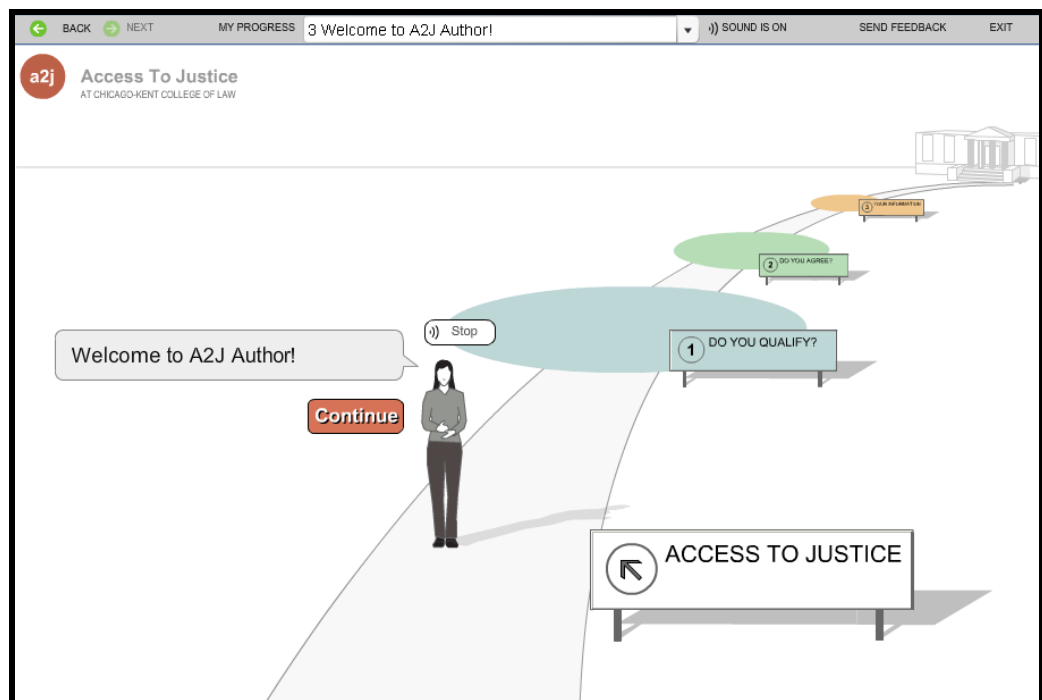 BACK
NEXT
MY PROGRESS
3 Welcome to A2J Author!
SOUND IS ON
SEND FEEDBACK
EXIT
a2j
Access To Justice
AT CHICAGO-KENT COLLEGE OF LAW
3 YOUR INFORMATION
2 DO YOU AGREE?
Stop
1 DO YOU QUALIFY?
Welcome to A2J Author!
Continue
ACCESS TO JUSTICE